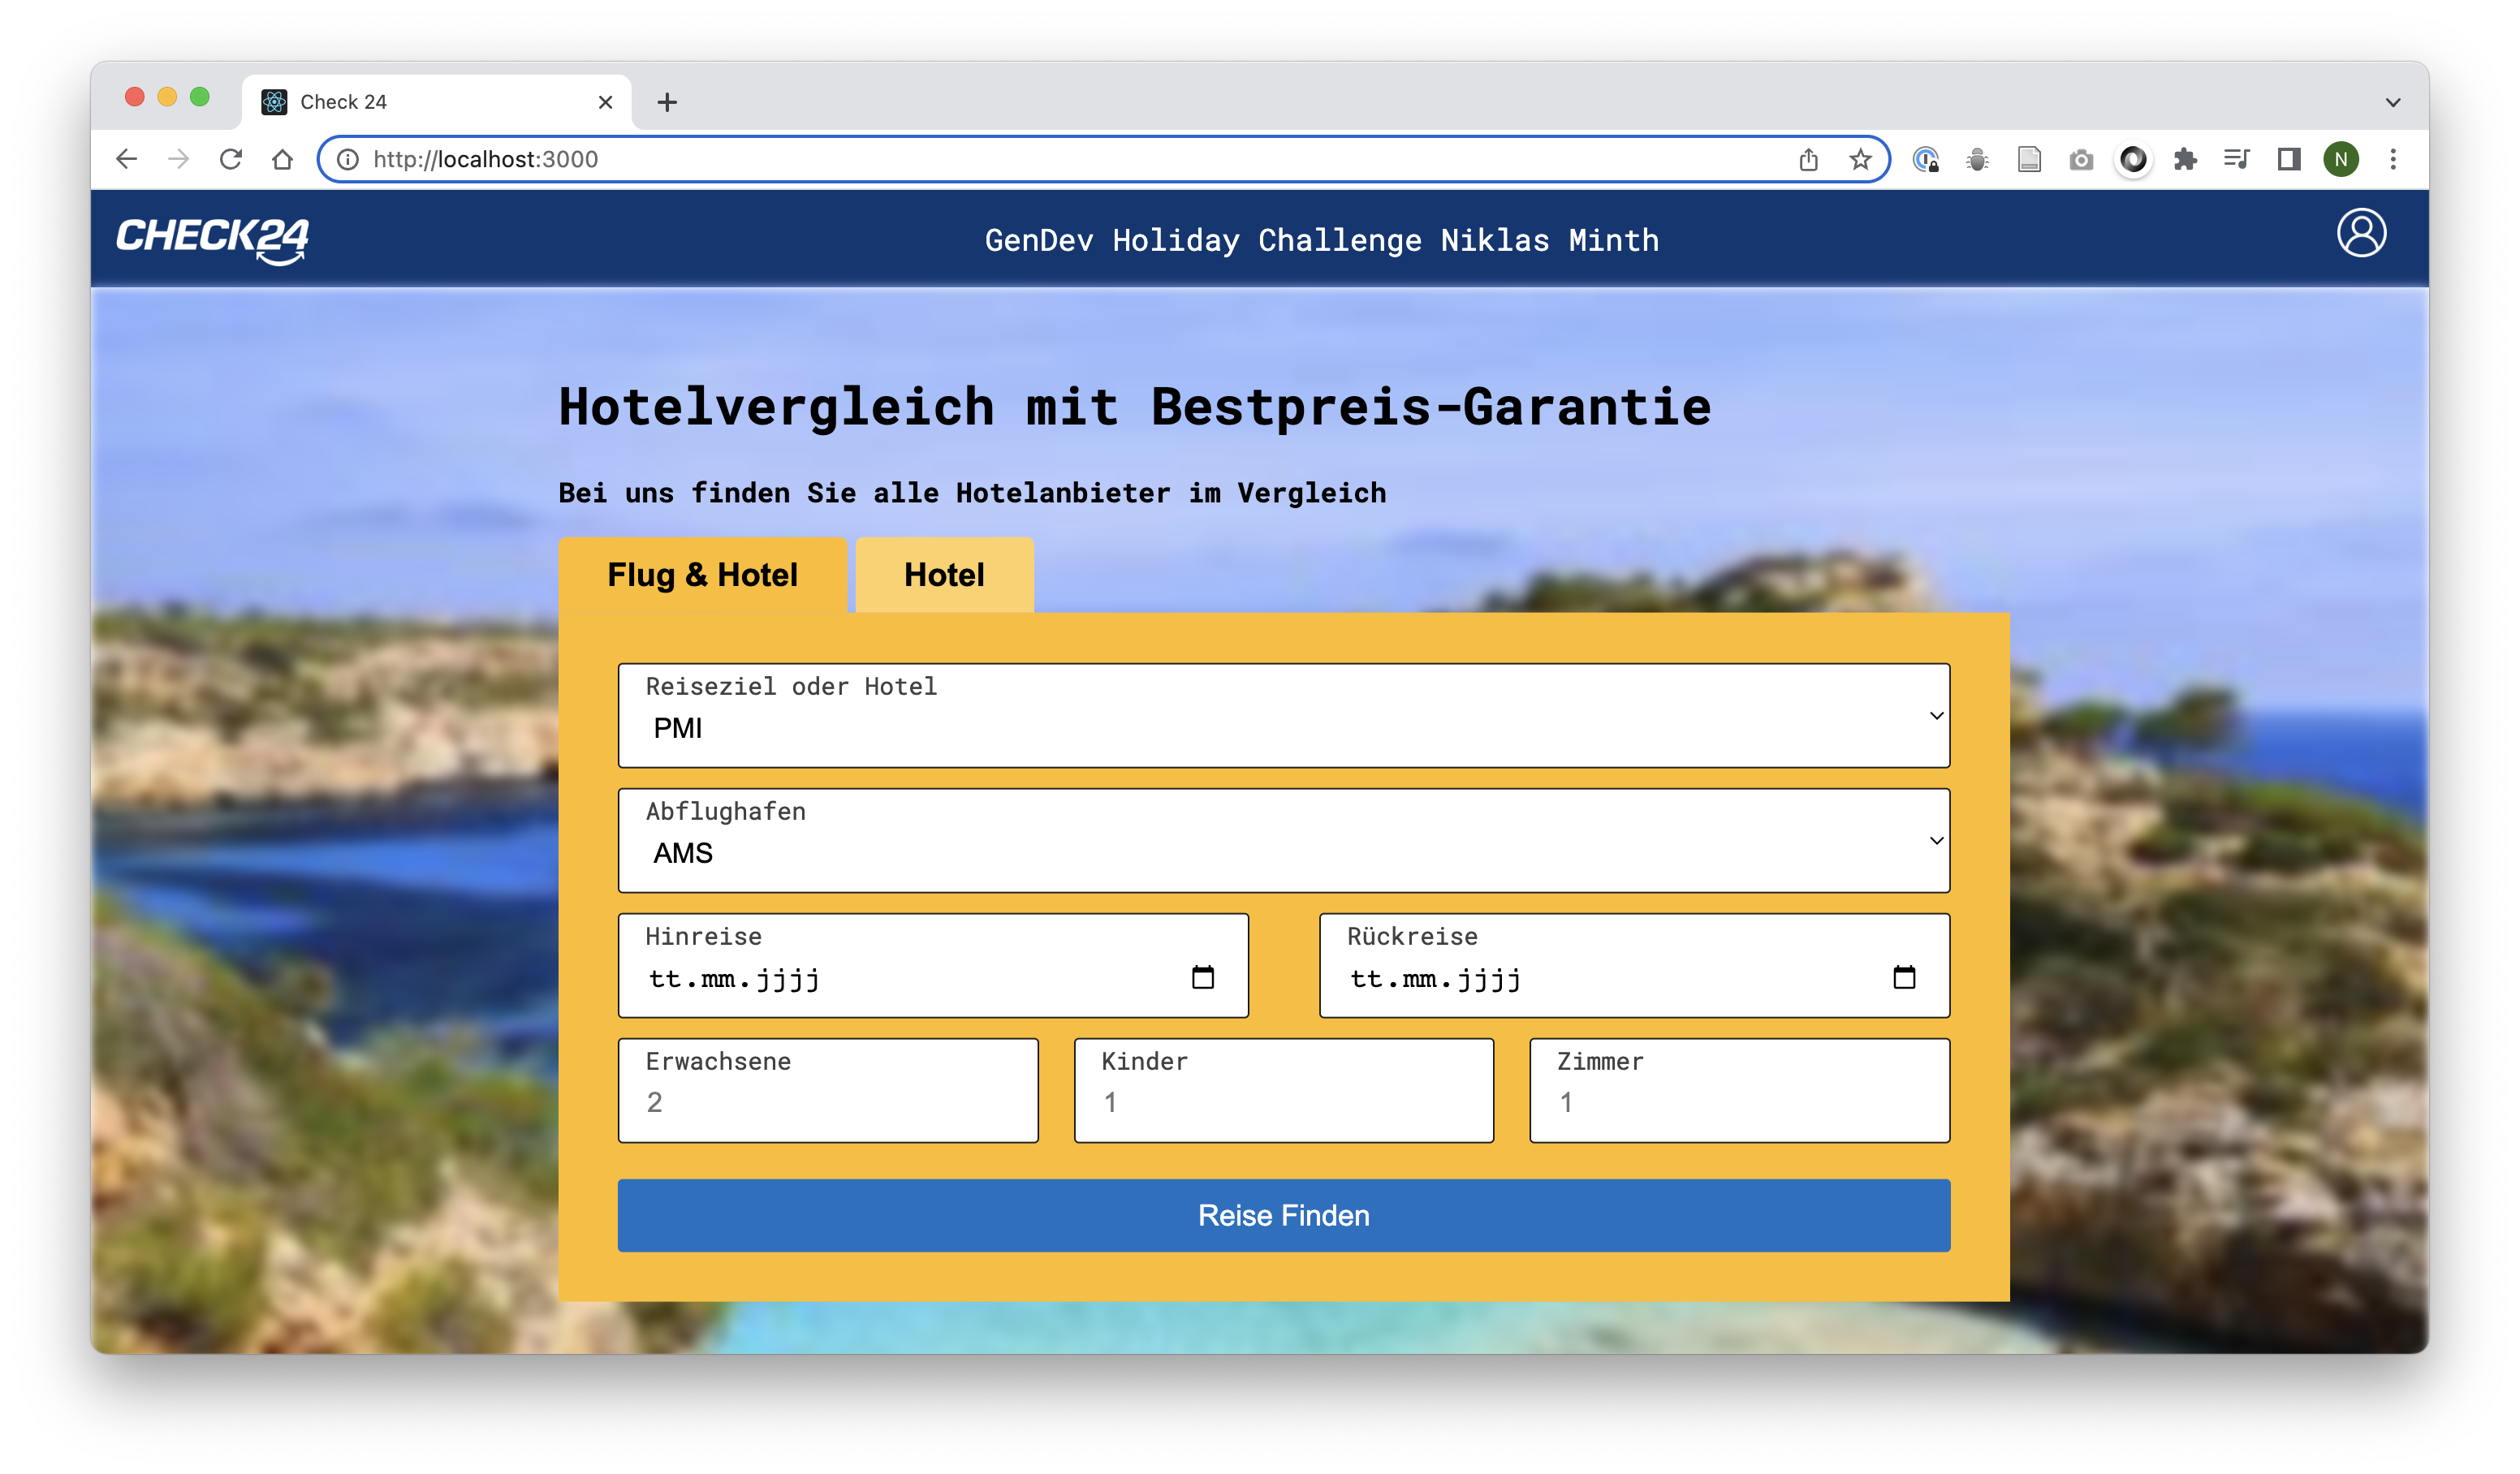 Check 24
http://localhost:3000
N
CHECK24
GenDev Holiday Challenge Niklas Minth
Hotelvergleich mit Bestpreis-Garantie
Bei uns finden Sie alle Hotelanbieter im Vergleich
Flug & Hotel Hotel
Reiseziel oder Hotel
PMI
Abflughafen
AMS
Hinreise Rückreise
tt.mm.jjjj tt.mm.jjjj
Erwachsene Kinder Zimmer
2 1 1
Reise Finden